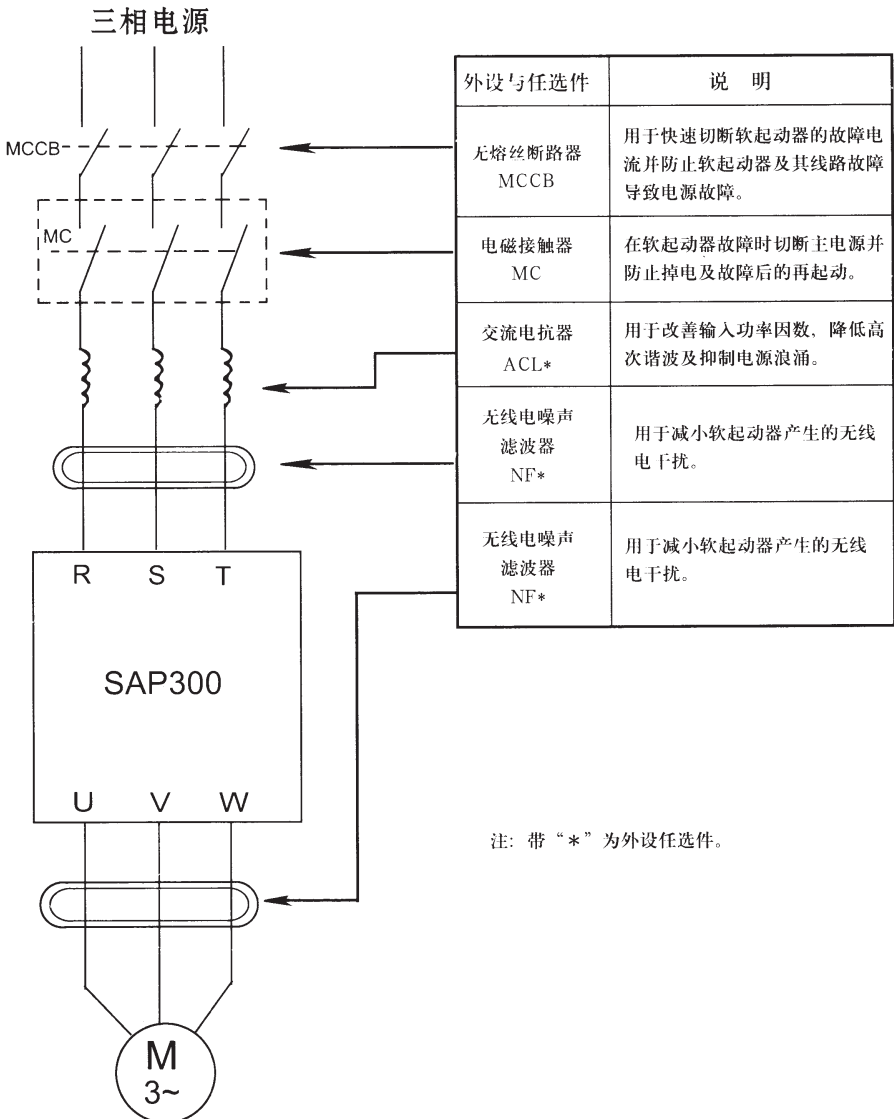 三相电源
MCCB
MC
R S T
SAP300
U V W
M
3~
外设与任选件 说 明
无熔丝断路器
MCCB
用于快速切断软起动器的故障电
流并防止软起动器及其线路故障
导致电源故障。
电磁接触器
MC
在软起动器故障时切断主电源并
防止掉电及故障后的再起动。
交流电抗器
ACL*
用于改善输入功率因数，降低高
次谐波及抑制电源浪涌。
无线电噪声
滤波器
NF*
用于减小软起动器产生的无线
电干扰。
无线电噪声
滤波器
NF*
用于减小软起动器产生的无线
电干扰。
注: 带“*”为外设任选件。